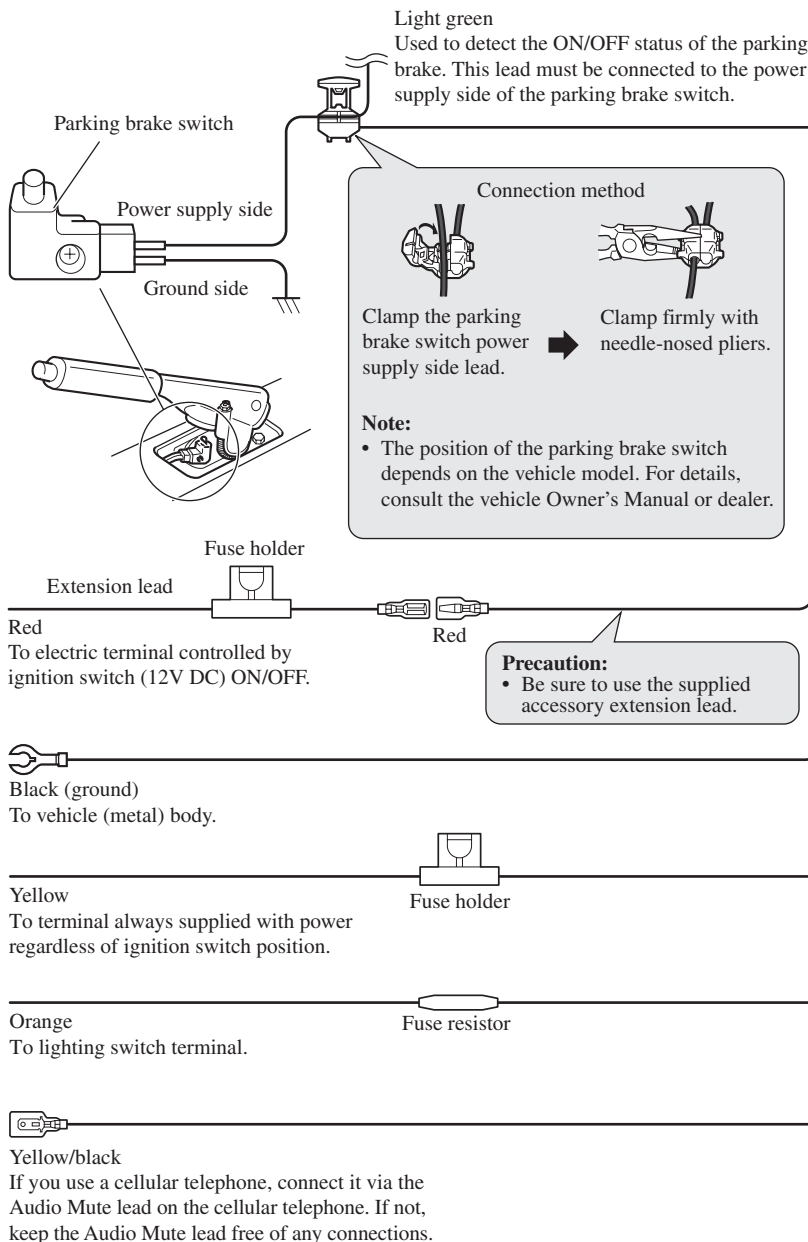 Light green
Used to detect the ON/OFF status of the parking
brake. This lead must be connected to the power
supply side of the parking brake switch.
Parking brake switch
Power supply side
Ground side
Connection method
Clamp the parking
brake switch power
supply side lead.
Clamp firmly with
needle-nosed pliers.
Note:
• The position of the parking brake switch
depends on the vehicle model. For details,
consult the vehicle Owner's Manual or dealer.
Fuse holder
Extension lead
Red
To electric terminal controlled by
ignition switch (12V DC) ON/OFF.
Red
Precaution:
• Be sure to use the supplied
accessory extension lead.
Black (ground)
To vehicle (metal) body.
Yellow
To terminal always supplied with power
regardless of ignition switch position.
Fuse holder
Orange
To lighting switch terminal.
Fuse resistor
Yellow/black
If you use a cellular telephone, connect it via the
Audio Mute lead on the cellular telephone. If not,
keep the Audio Mute lead free of any connections.